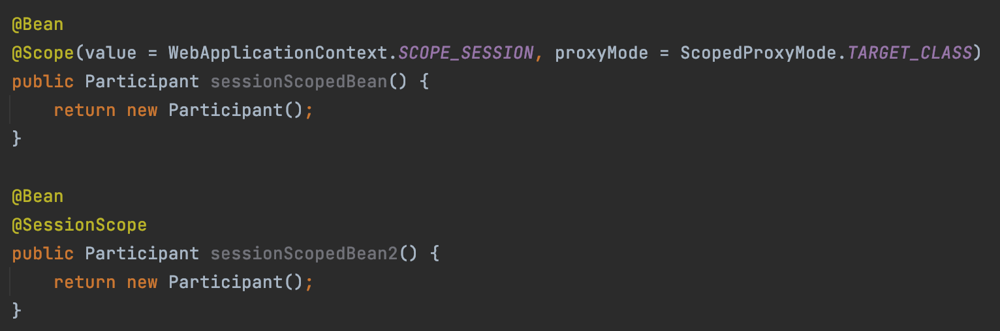 @Bean
@Scope(value = WebApplicationContext.SCOPE_SESSION, proxyMode = ScopedProxyMode.TARGET_CLASS)
public Participant sessionScopedBean() {
    return new Participant();
}

@Bean
@SessionScope
public Participant sessionScopedBean2() {
    return new Participant();
}